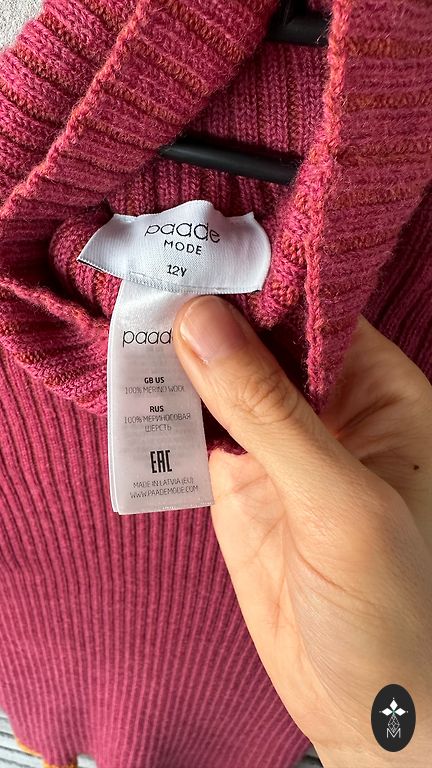 paade
MODE
12Y
paade
GB US
100% MERINO WOOL
RUS
100% МЕРИНОСОВАЯ
ШЕРСТЬ
EAC
MADE IN LATVIA (EU)
WWW.PAADEMODE.COM